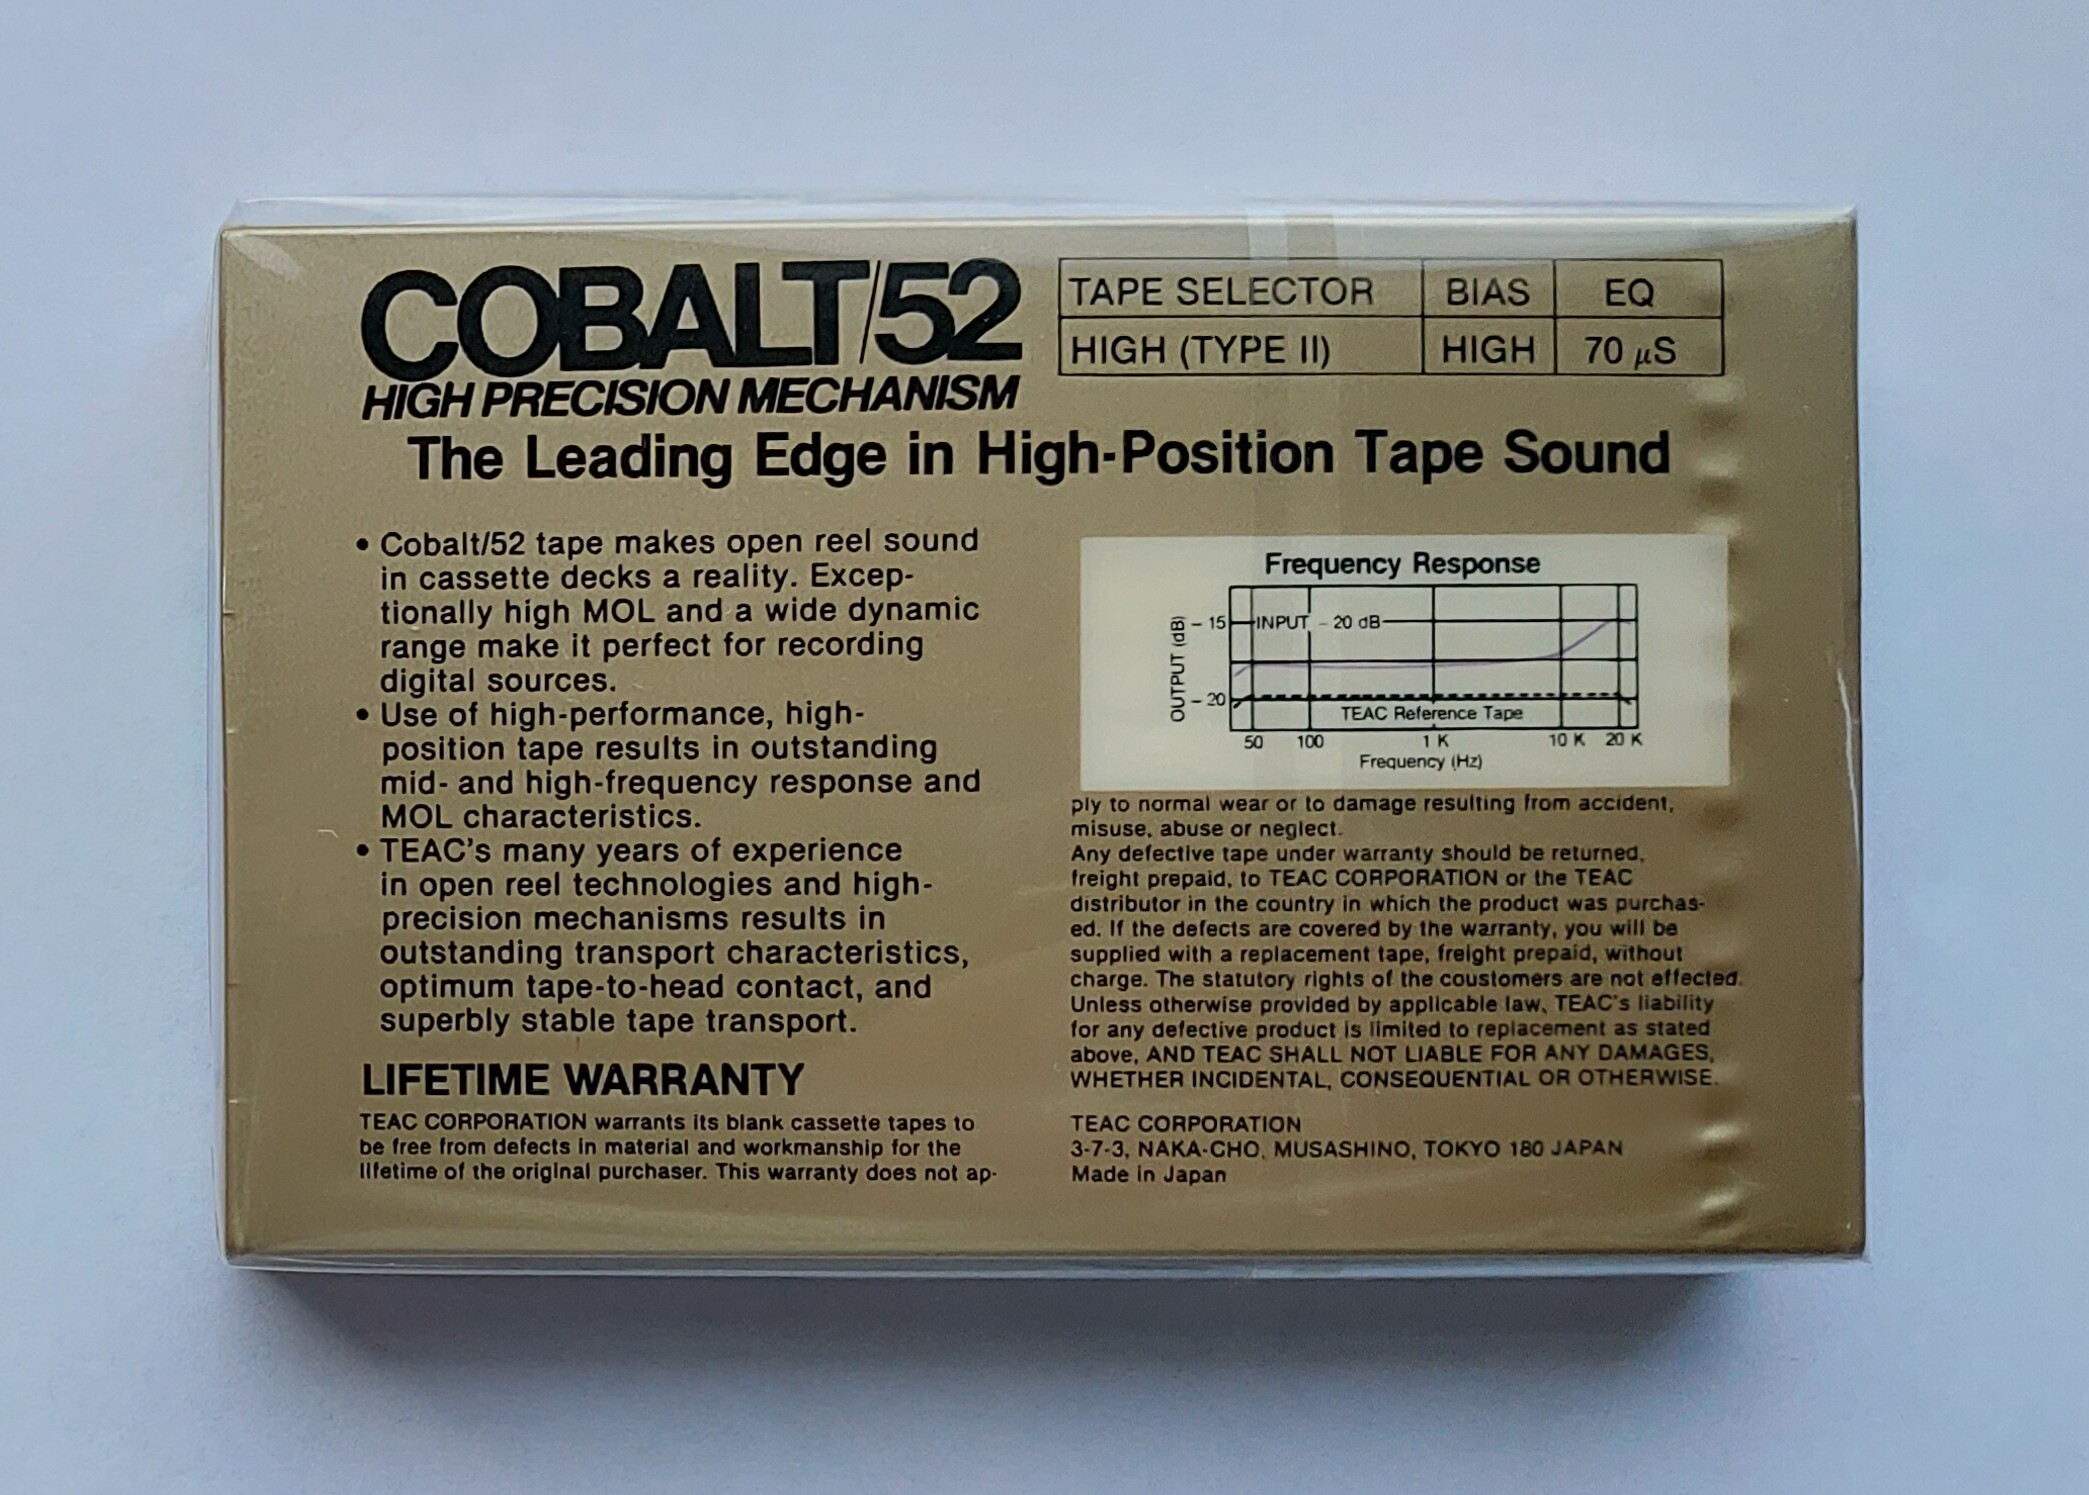 COBALT/52
HIGH PRECISION MECHANISM
TAPE SELECTOR BIAS EQ
HIGH (TYPE II) HIGH 70 μS
The Leading Edge in High-Position Tape Sound
• Cobalt/52 tape makes open reel sound
in cassette decks a reality. Excep-
tionally high MOL and a wide dynamic
range make it perfect for recording
digital sources.
• Use of high-performance, high-
position tape results in outstanding
mid- and high-frequency response and
MOL characteristics.
• TEAC's many years of experience
in open reel technologies and high-
precision mechanisms results in
outstanding transport characteristics,
optimum tape-to-head contact, and
superbly stable tape transport.
LIFETIME WARRANTY
TEAC CORPORATION warrants its blank cassette tapes to
be free from defects in material and workmanship for the
lifetime of the original purchaser. This warranty does not ap-
Frequency Response
OUTPUT (dB)
-15
INPUT - 20 dB
-20
TEAC Reference Tape
50 100 1 K 10 K 20 K
Frequency (Hz)
ply to normal wear or to damage resulting from accident,
misuse, abuse or neglect.
Any defective tape under warranty should be returned,
freight prepaid, to TEAC CORPORATION or the TEAC
distributor in the country in which the product was purchas-
ed. If the defects are covered by the warranty, you will be
supplied with a replacement tape, freight prepaid, without
charge. The statutory rights of the coustomers are not effected.
Unless otherwise provided by applicable law, TEAC's liability
for any defective product is limited to replacement as stated
above, AND TEAC SHALL NOT LIABLE FOR ANY DAMAGES,
WHETHER INCIDENTAL, CONSEQUENTIAL OR OTHERWISE.
TEAC CORPORATION
3-7-3, NAKA-CHO, MUSASHINO, TOKYO 180 JAPAN
Made in Japan